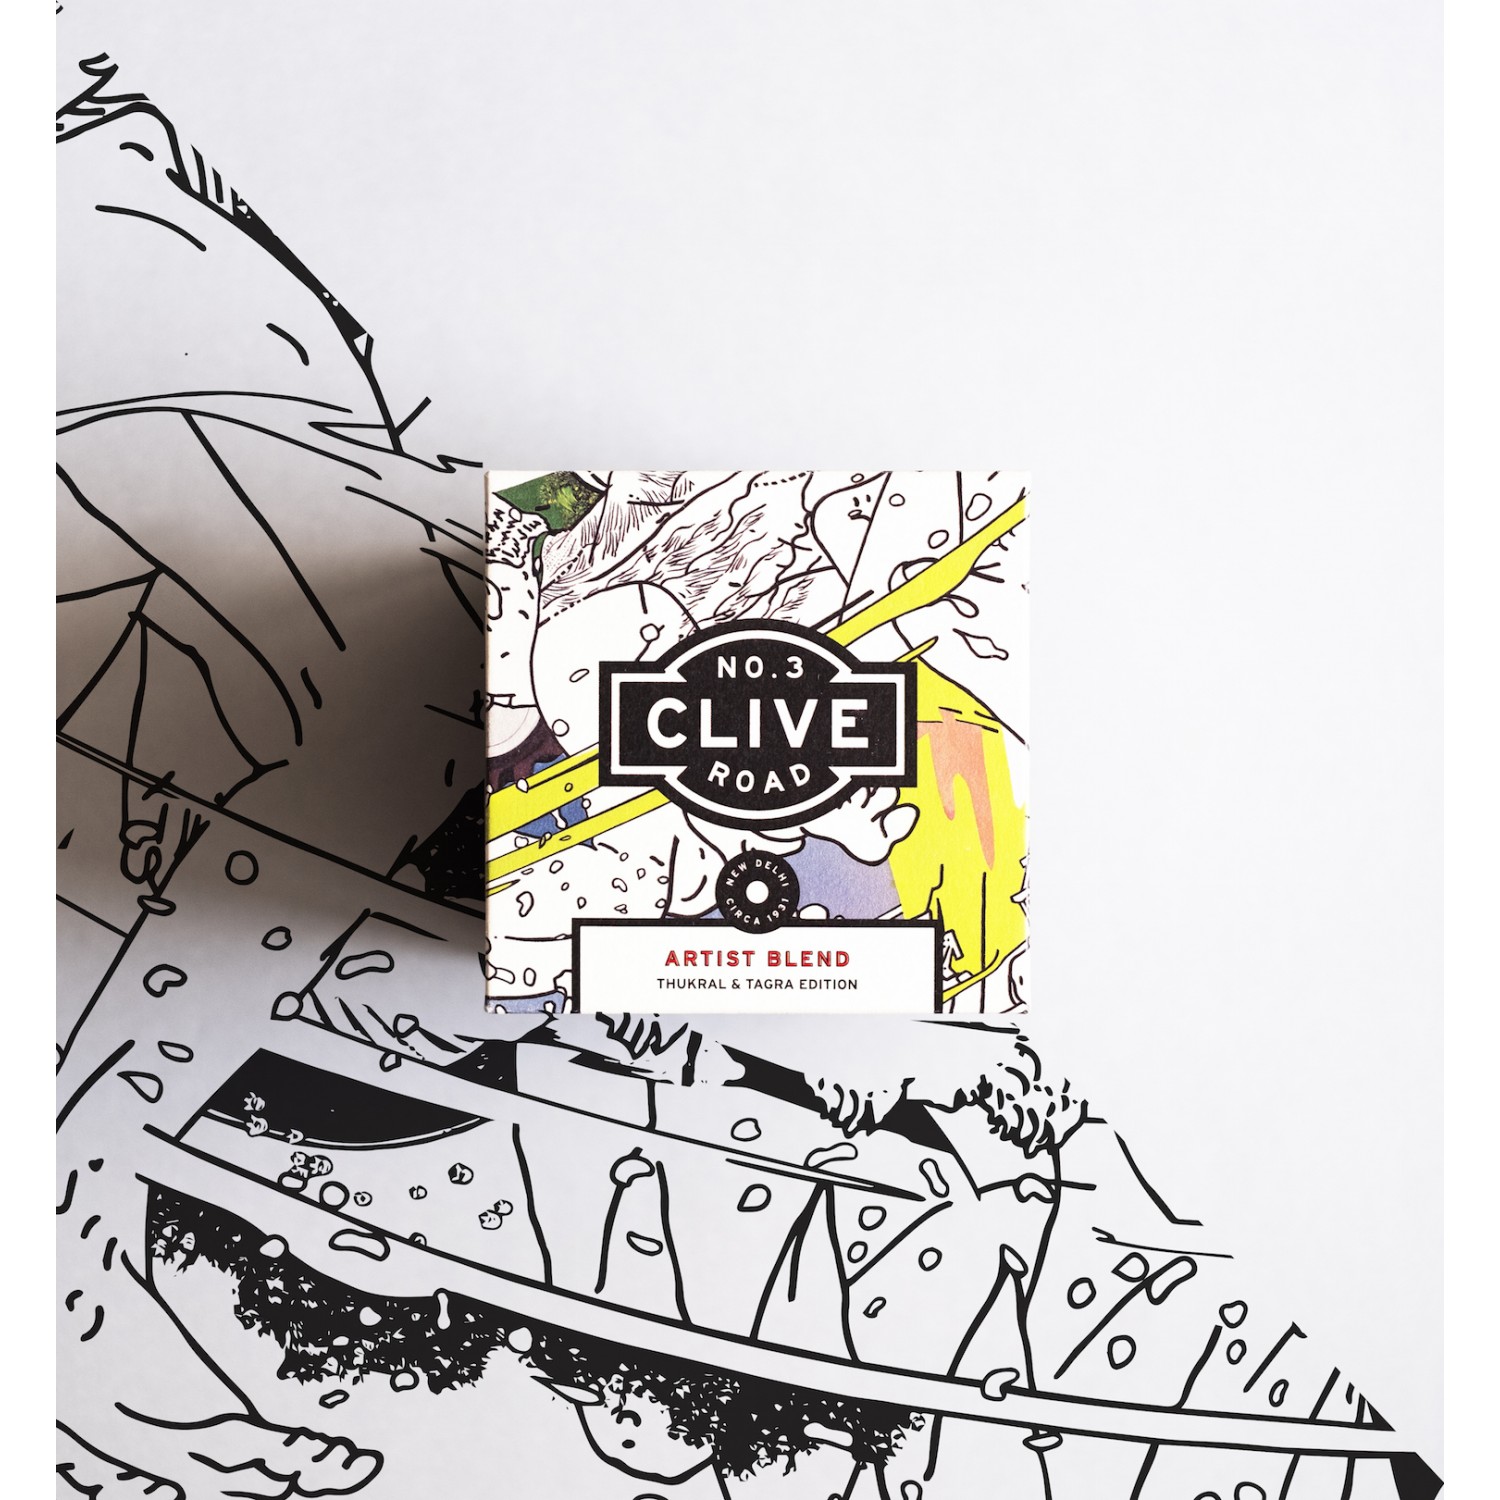 NO.3
CLIVE
ROAD
NEW DELHI
CIRCA 1931
ARTIST BLEND
THUKRAL & TAGRA EDITION